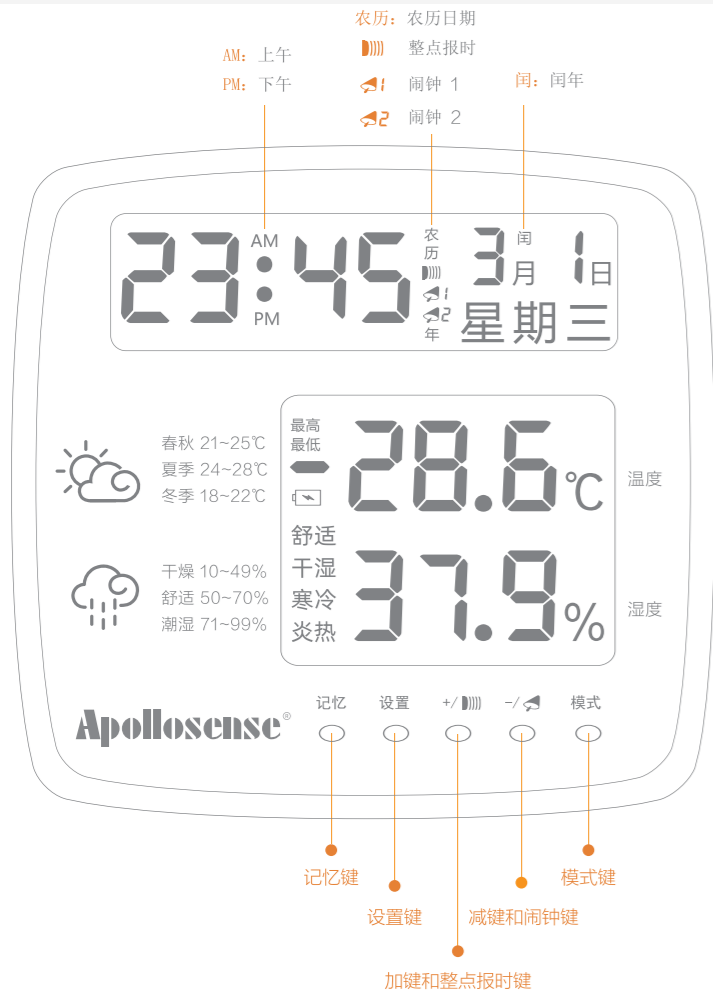 农历：农历日期
整点报时
AM：上午
PM：下午
1 闹钟 1
闰：闰年
2 闹钟 2
23:45
AM
PM
农
历
1
2
年
3月
闰
1日
星期三
春秋 21~25℃
夏季 24~28℃
冬季 18~22℃
最高
最低
28.6℃
温度
干燥 10~49%
舒适 50~70%
潮湿 71~99%
舒适
干湿
寒冷
炎热
37.9%
湿度
Apollosense®
记忆
设置
+/
-/
模式
记忆键
模式键
设置键
减键和闹钟键
加键和整点报时键